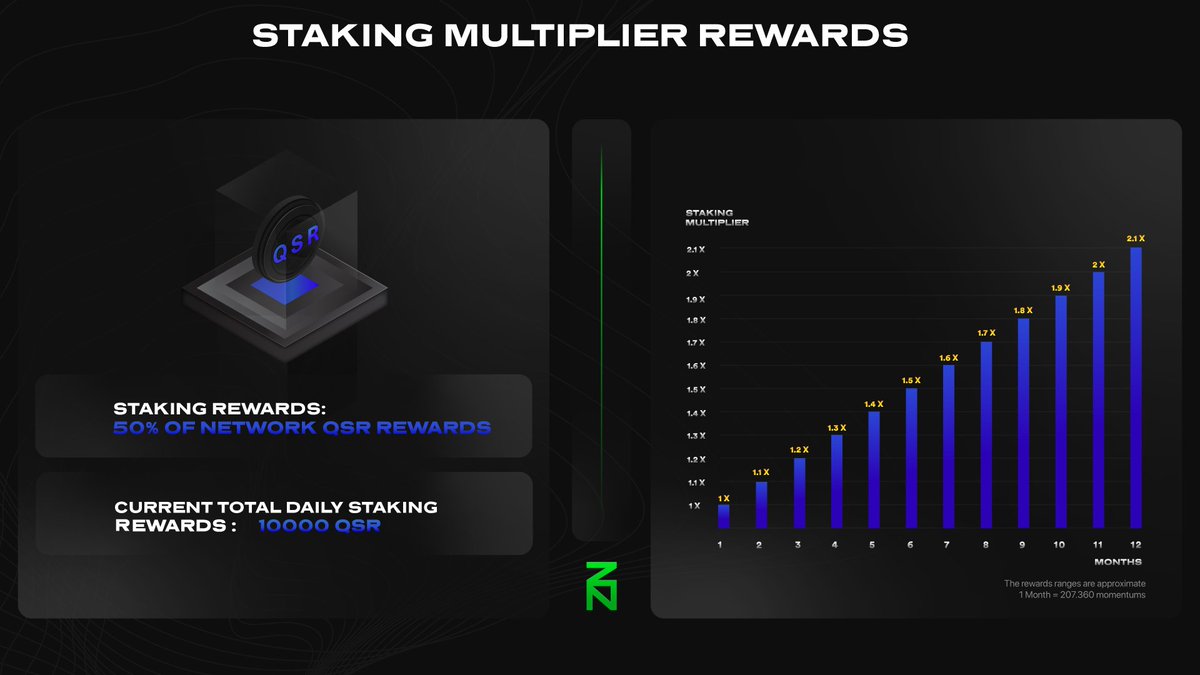 STAKING MULTIPLIER REWARDS
QSR
STAKING REWARDS:
50% OF NETWORK QSR REWARDS
CURRENT TOTAL DAILY STAKING
REWARDS : 10000 QSR
STAKING
MULTIPLIER
2.1 X
2 X
1.9 X
1.8 X
1.7 X
1.6 X
1.5 X
1.4 X
1.3 X
1.2 X
1.1 X
1 X
1 X
1.1 X
1.2 X
1.3 X
1.4 X
1.5 X
1.6 X
1.7 X
1.8 X
1.9 X
2 X
2.1 X
1 2 3 4 5 6 7 8 9 10 11 12
MONTHS
The rewards ranges are approximate
1 Month = 207.360 momentums